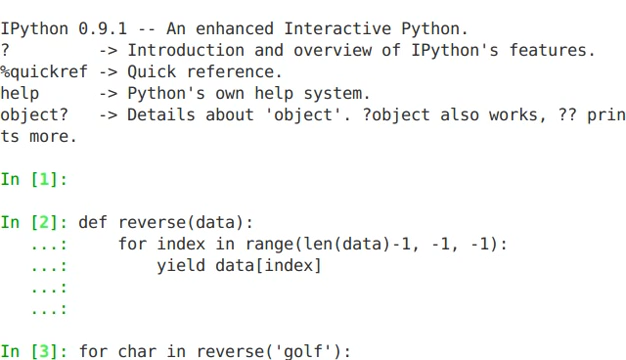 IPython 0.9.1 -- An enhanced Interactive Python.
?         -> Introduction and overview of IPython's features.
%quickref -> Quick reference.
help      -> Python's own help system.
object?   -> Details about 'object'. ?object also works, ?? prin
ts more.
In [1]:
In [2]: def reverse(data):
   ...:     for index in range(len(data)-1, -1, -1):
   ...:         yield data[index]
   ...:
   ...:
In [3]: for char in reverse('golf'):